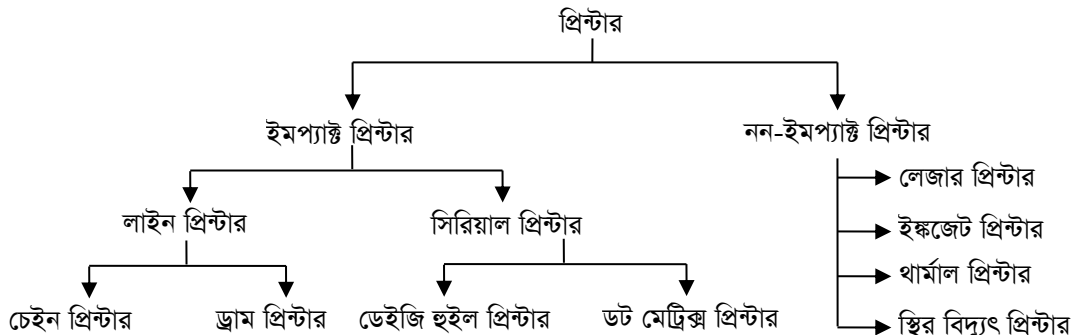 প্রিন্টার
ইমপ্যাক্ট প্রিন্টার
নন-ইমপ্যাক্ট প্রিন্টার
লেজার প্রিন্টার
লাইন প্রিন্টার
সিরিয়াল প্রিন্টার
ইঙ্কজেট প্রিন্টার
থার্মাল প্রিন্টার
চেইন প্রিন্টার
ড্রাম প্রিন্টার
ডেইজি হুইল প্রিন্টার
ডট মেট্রিক্স প্রিন্টার
স্থির বিদ্যুৎ প্রিন্টার